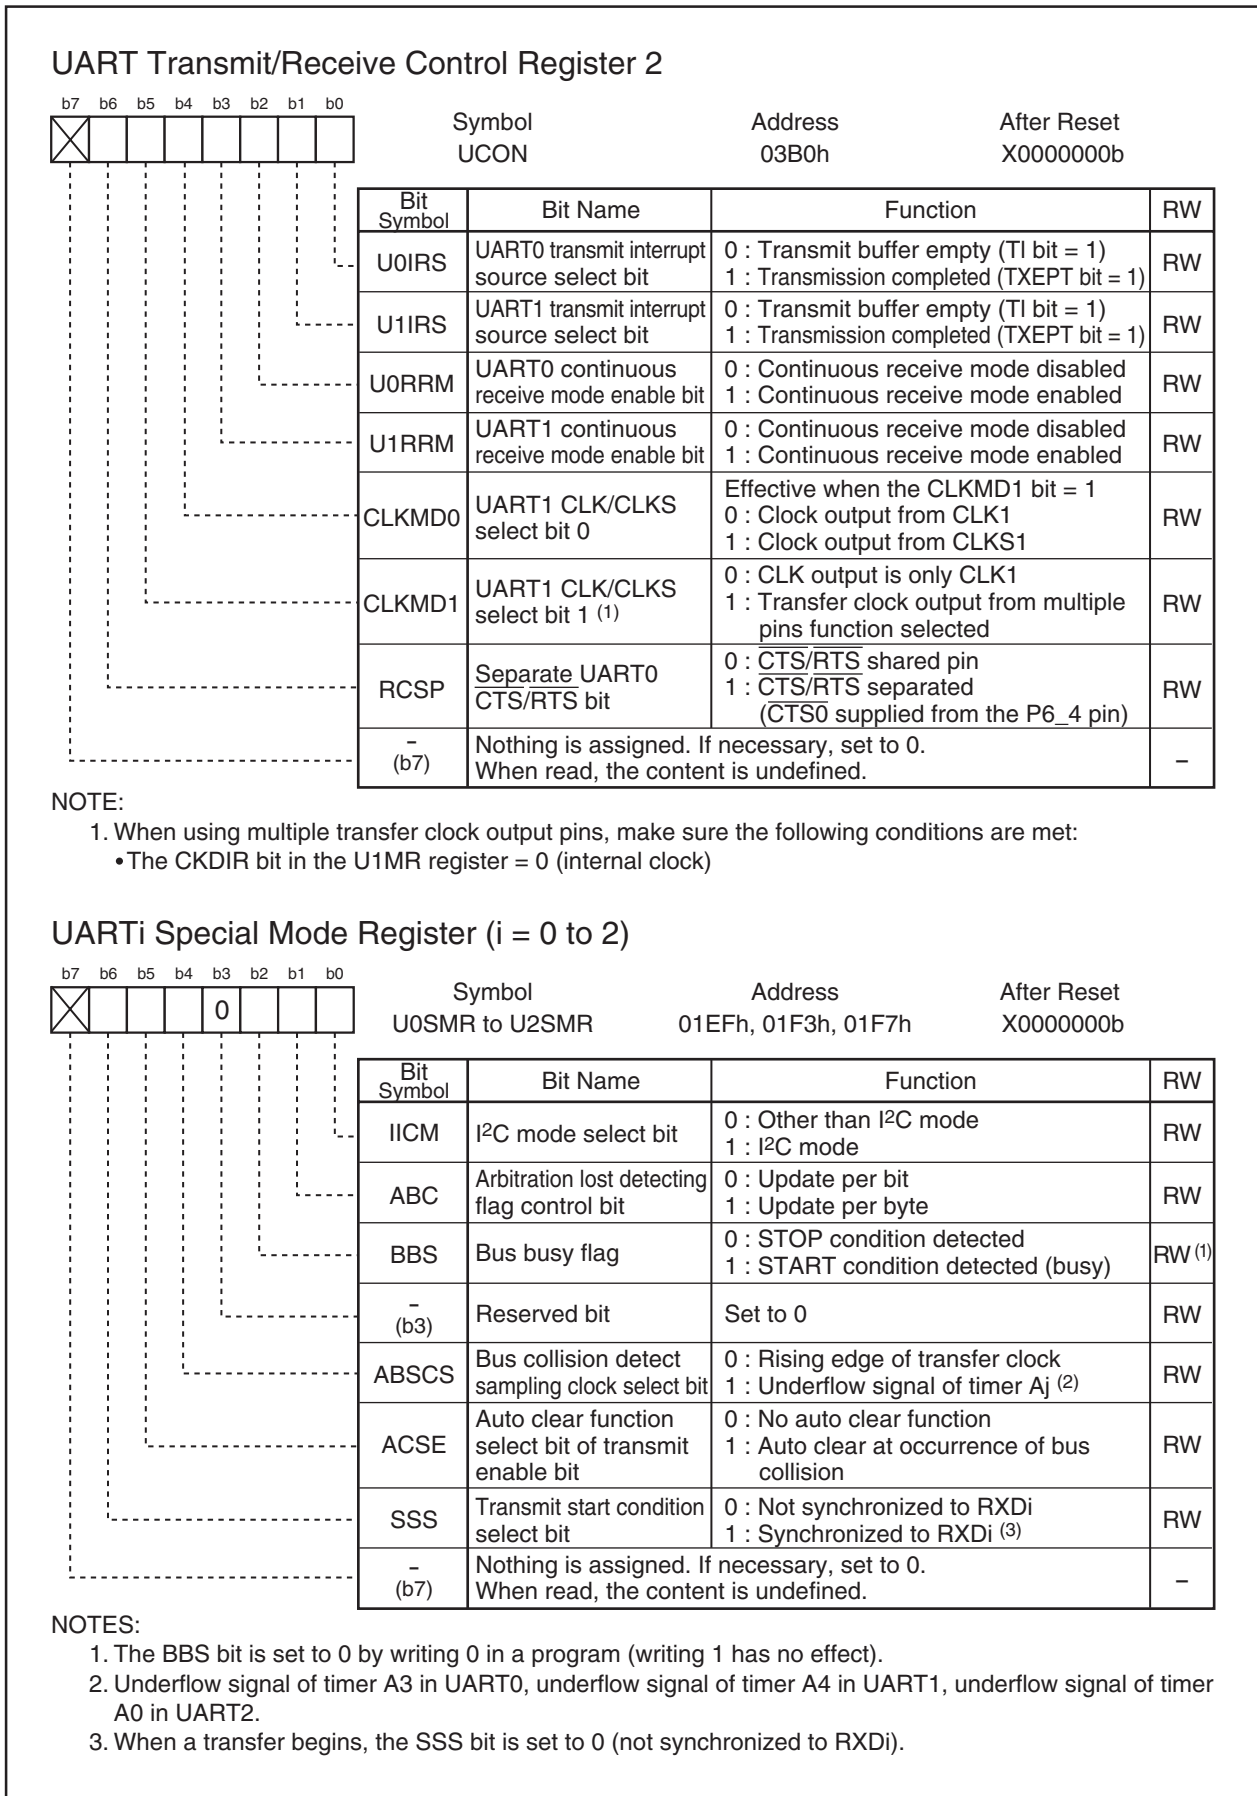 UART Transmit/Receive Control Register 2
b7 b6 b5 b4 b3 b2 b1 b0
Symbol Address After Reset
UCON 03B0h X0000000b
Bit Symbol Bit Name Function RW
U0IRS UART0 transmit interrupt source select bit 0 : Transmit buffer empty (TI bit = 1) RW
1 : Transmission completed (TXEPT bit = 1)
U1IRS UART1 transmit interrupt source select bit 0 : Transmit buffer empty (TI bit = 1) RW
1 : Transmission completed (TXEPT bit = 1)
U0RRM UART0 continuous receive mode enable bit 0 : Continuous receive mode disabled RW
1 : Continuous receive mode enabled
U1RRM UART1 continuous receive mode enable bit 0 : Continuous receive mode disabled RW
1 : Continuous receive mode enabled
CLKMD0 UART1 CLK/CLKS select bit 0 Effective when the CLKMD1 bit = 1 RW
0 : Clock output from CLK1
1 : Clock output from CLKS1
CLKMD1 UART1 CLK/CLKS select bit 1 (1) 0 : CLK output is only CLK1 RW
1 : Transfer clock output from multiple
pins function selected
RCSP Separate UART0 CTS/RTS bit 0 : CTS/RTS shared pin RW
1 : CTS/RTS separated
(CTS0 supplied from the P6_4 pin)
– (b7) Nothing is assigned. If necessary, set to 0. –
When read, the content is undefined.
NOTE:
1. When using multiple transfer clock output pins, make sure the following conditions are met:
•The CKDIR bit in the U1MR register = 0 (internal clock)
UARTi Special Mode Register (i = 0 to 2)
b7 b6 b5 b4 b3 b2 b1 b0
0
Symbol Address After Reset
U0SMR to U2SMR 01EFh, 01F3h, 01F7h X0000000b
Bit Symbol Bit Name Function RW
IICM I2C mode select bit 0 : Other than I2C mode RW
1 : I2C mode
ABC Arbitration lost detecting flag control bit 0 : Update per bit RW
1 : Update per byte
BBS Bus busy flag 0 : STOP condition detected RW (1)
1 : START condition detected (busy)
– (b3) Reserved bit Set to 0 RW
ABSCS Bus collision detect sampling clock select bit 0 : Rising edge of transfer clock RW
1 : Underflow signal of timer Aj (2)
ACSE Auto clear function select bit of transmit enable bit 0 : No auto clear function RW
1 : Auto clear at occurrence of bus
collision
SSS Transmit start condition select bit 0 : Not synchronized to RXDi RW
1 : Synchronized to RXDi (3)
– (b7) Nothing is assigned. If necessary, set to 0. –
When read, the content is undefined.
NOTES:
1. The BBS bit is set to 0 by writing 0 in a program (writing 1 has no effect).
2. Underflow signal of timer A3 in UART0, underflow signal of timer A4 in UART1, underflow signal of timer
A0 in UART2.
3. When a transfer begins, the SSS bit is set to 0 (not synchronized to RXDi).